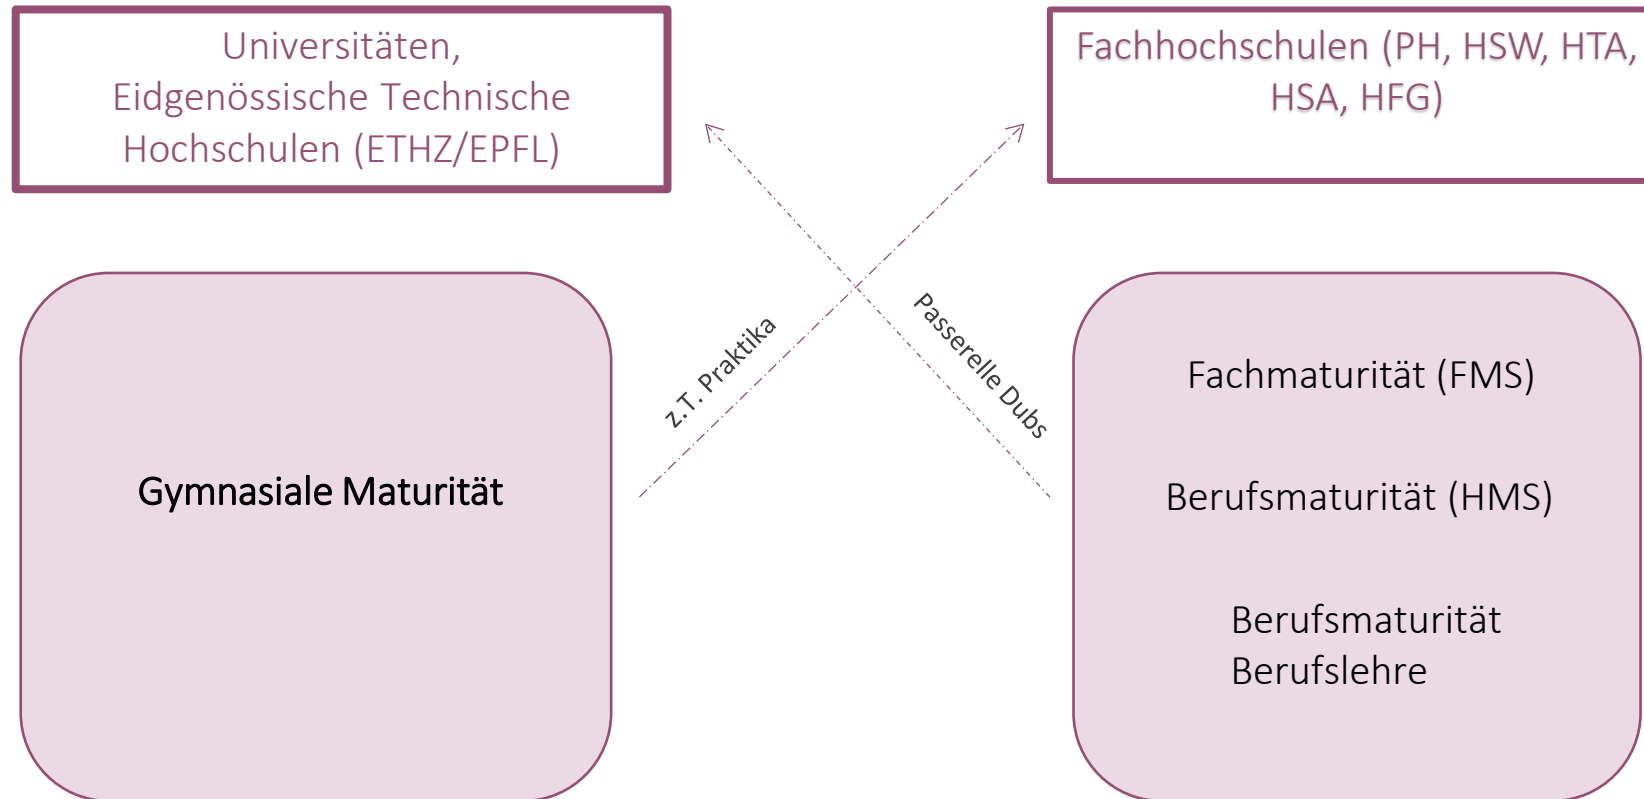 Universitäten,
Eidgenössische Technische
Hochschulen (ETHZ/EPFL)
Fachhochschulen (PH, HSW, HTA,
HSA, HFG)
z.T. Praktika
Passerelle Dubs
Gymnasiale Maturität
Fachmaturität (FMS)
Berufsmaturität (HMS)
Berufsmaturität
Berufslehre